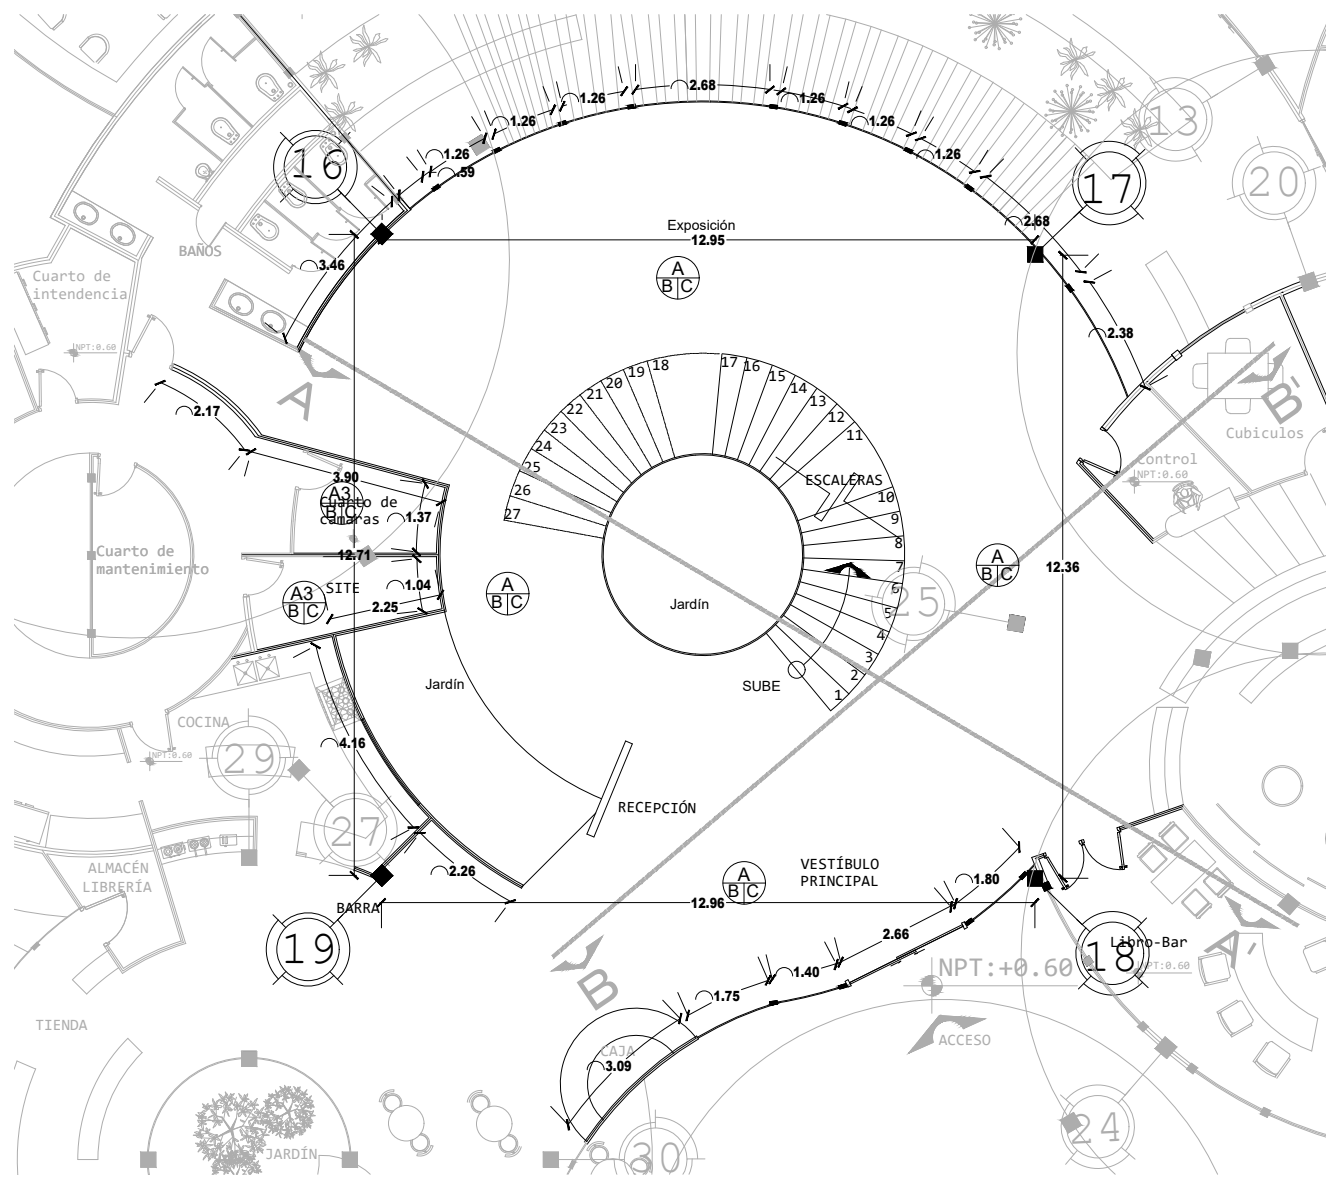 2.68
1.26
1.26
1.26
1.26
1.26
1.26
.59
13
16
17
20
2.68
Exposición
12.95
BAÑOS
3.46
A
B C
Cuarto de
intendencia
NPT:0.60
2.38
A
B'
17
16
15
14
13
12
11
18
19
20
21
22
23
24
25
26
27
2.17
Cubiculos
Control
NPT:0.60
3.90
A3
B C
Cuarto de
cámaras
1.37
ESCALERAS
10
9
8
7
6
5
4
3
2
1
Cuarto de
mantenimiento
12.71
12.36
A
B C
SITE
1.04
A3
B C
2.25
A
B C
Jardín
25
Jardín
SUBE
COCINA
4.16
29
NPT:0.60
27
RECEPCIÓN
ALMACÉN
LIBRERÍA
2.26
VESTÍBULO
PRINCIPAL
A
B C
1.80
BARRA
12.96
19
2.66
18
Libro-Bar
A'
B
1.40
NPT:+0.60
NPT:0.60
1.75
TIENDA
ACCESO
CAJA
3.09
24
JARDÍN
30